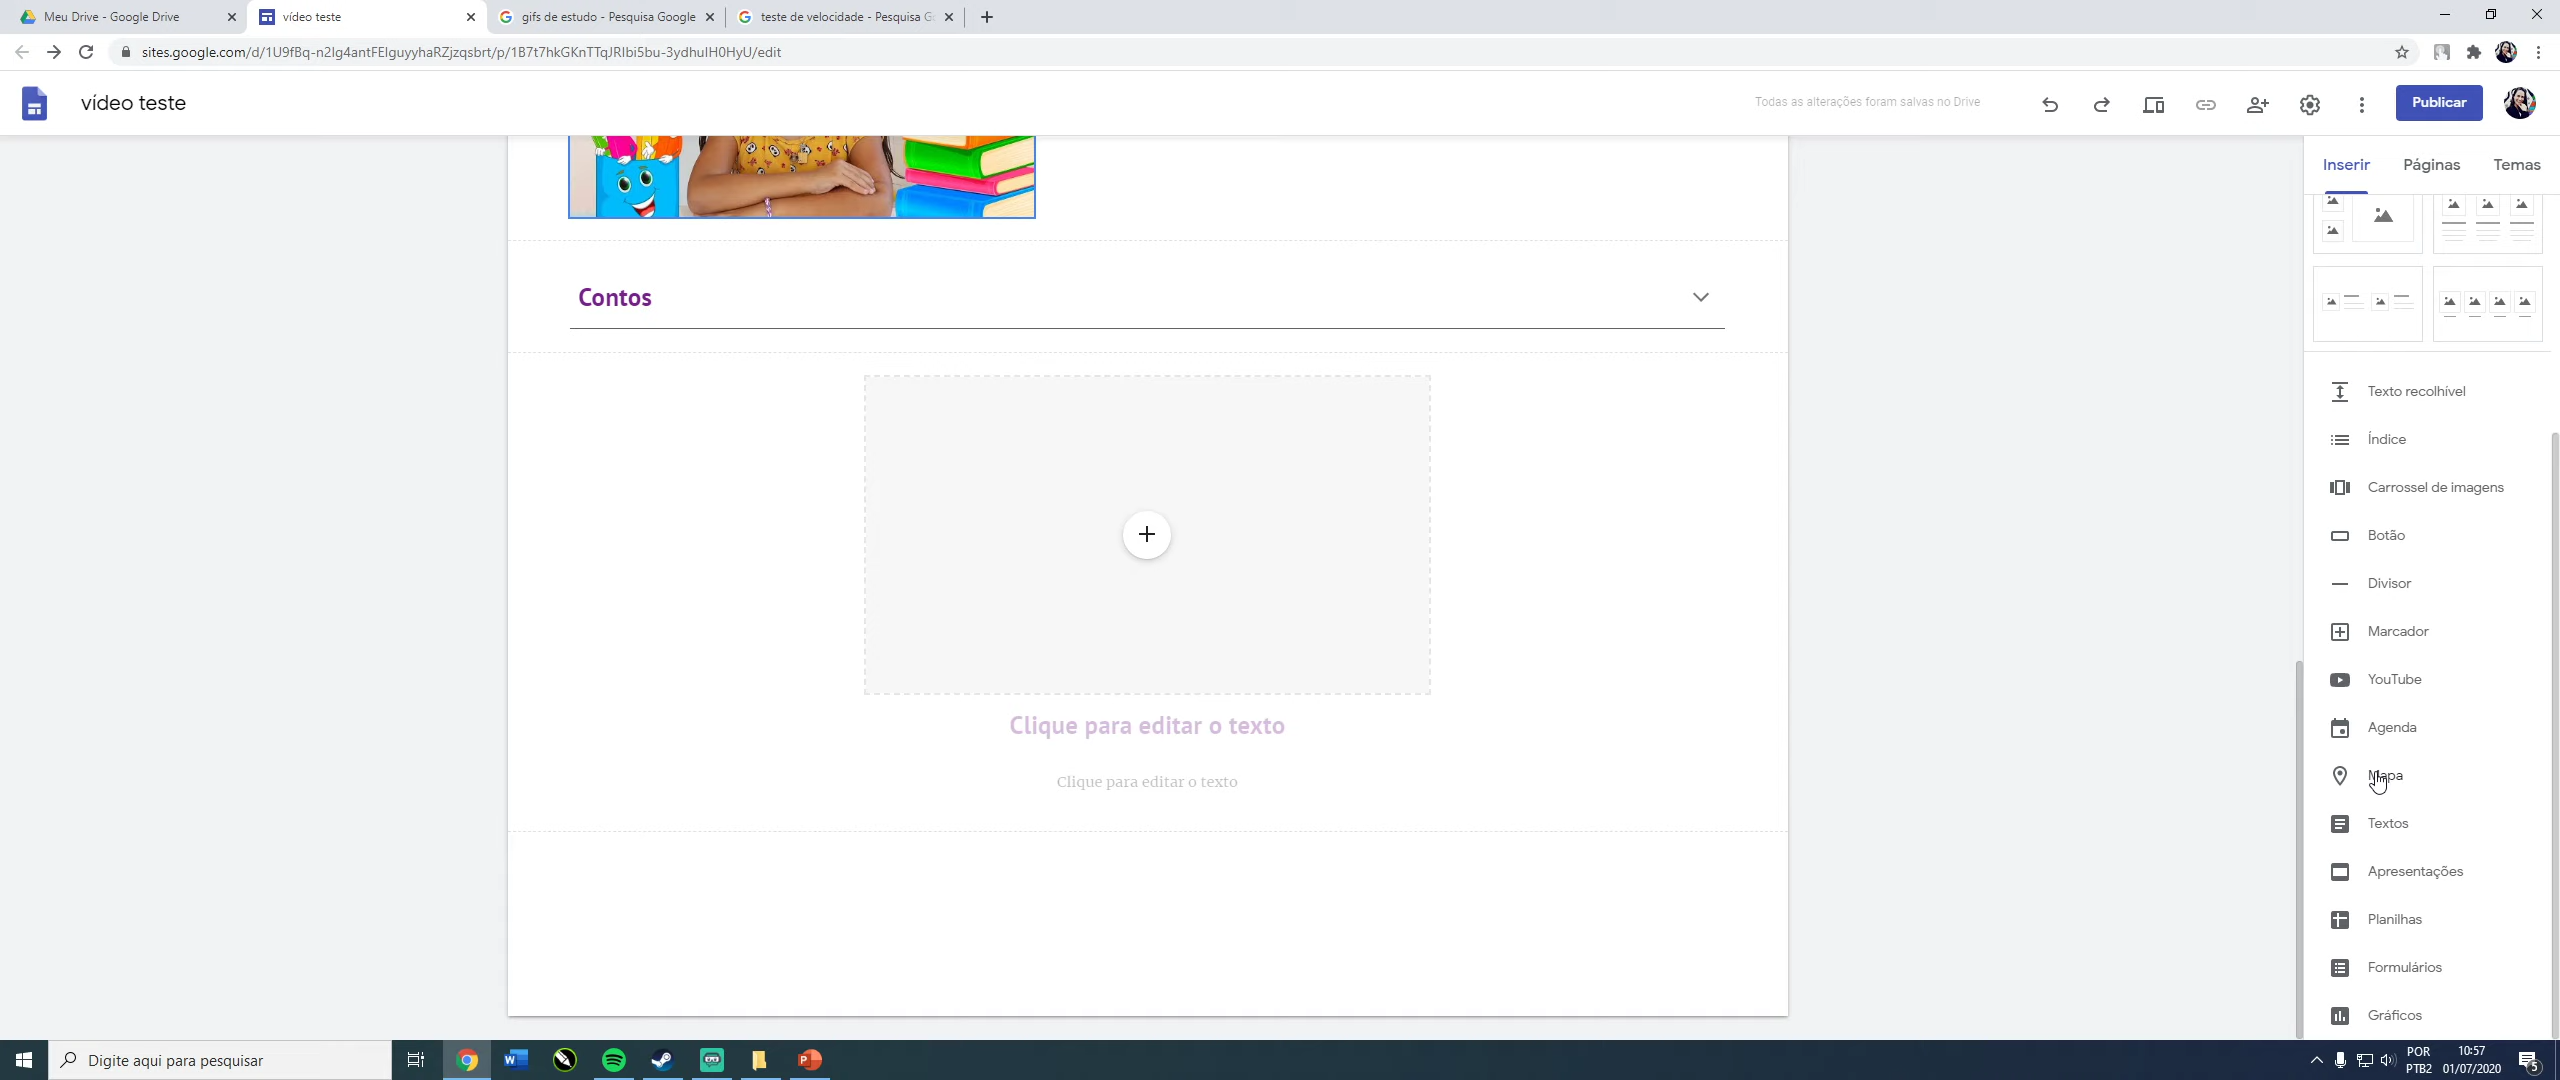 Meu Drive - Google Drive
vídeo teste
gifs de estudo - Pesquisa Google
teste de velocidade - Pesquisa G
sites.google.com/d/1U9fBq-n2Ig4antFEIguyyhaRZjzqsbrt/p/1B7t7hkGKnTTqJRIbi5bu-3ydhuIH0HyU/edit
vídeo teste
Todas as alterações foram salvas no Drive
Publicar
Inserir
Páginas
Temas
Contos
Clique para editar o texto
Clique para editar o texto
Texto recolhível
Índice
Carrossel de imagens
Botão
Divisor
Marcador
YouTube
Agenda
Mapa
Textos
Apresentações
Planilhas
Formulários
Gráficos
Digite aqui para pesquisar
POR
PTB2
10:57
01/07/2020
5